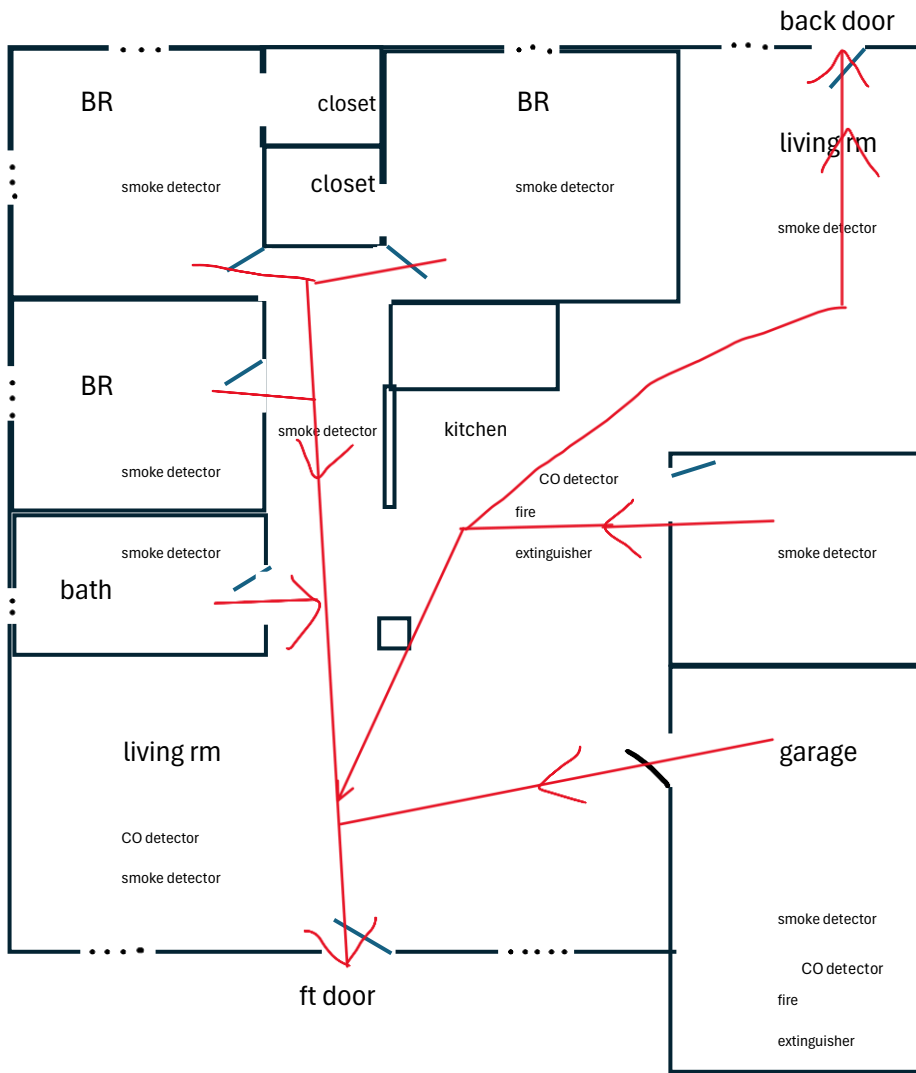 back door
BR
closet
BR
living rm
closet
smoke detector
smoke detector
smoke detector
BR
smoke detector
kitchen
smoke detector
CO detector
fire
extinguisher
smoke detector
smoke detector
bath
living rm
garage
CO detector
smoke detector
smoke detector
CO detector
ft door
fire
extinguisher